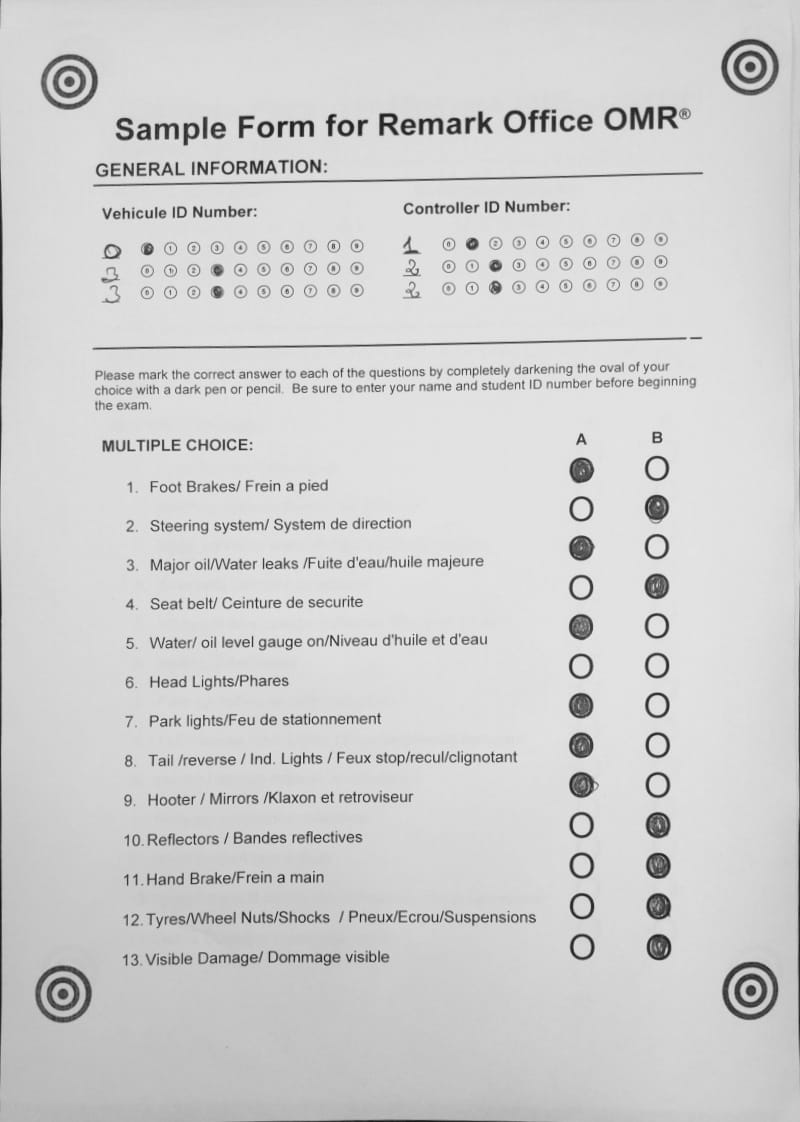 Sample Form for Remark Office OMR®
GENERAL INFORMATION:
Vehicule ID Number:
0 1 2 3 4 5 6 7 8 9
3 0 1 2 4 5 6 7 8 9
3 0 1 2 4 5 6 7 8 9
Controller ID Number:
1 0 2 3 4 5 6 7 8 9
2 0 1 3 4 5 6 7 8 9
2 0 1 3 4 5 6 7 8 9
Please mark the correct answer to each of the questions by completely darkening the oval of your
choice with a dark pen or pencil. Be sure to enter your name and student ID number before beginning
the exam.
MULTIPLE CHOICE: A B
1. Foot Brakes/ Frein a pied
2. Steering system/ System de direction
3. Major oil/Water leaks /Fuite d'eau/huile majeure
4. Seat belt/ Ceinture de securite
5. Water/ oil level gauge on/Niveau d'huile et d'eau
6. Head Lights/Phares
7. Park lights/Feu de stationnement
8. Tail /reverse / Ind. Lights / Feux stop/recul/clignotant
9. Hooter / Mirrors /Klaxon et retroviseur
10. Reflectors / Bandes reflectives
11. Hand Brake/Frein a main
12. Tyres/Wheel Nuts/Shocks / Pneux/Ecrou/Suspensions
13. Visible Damage/ Dommage visible